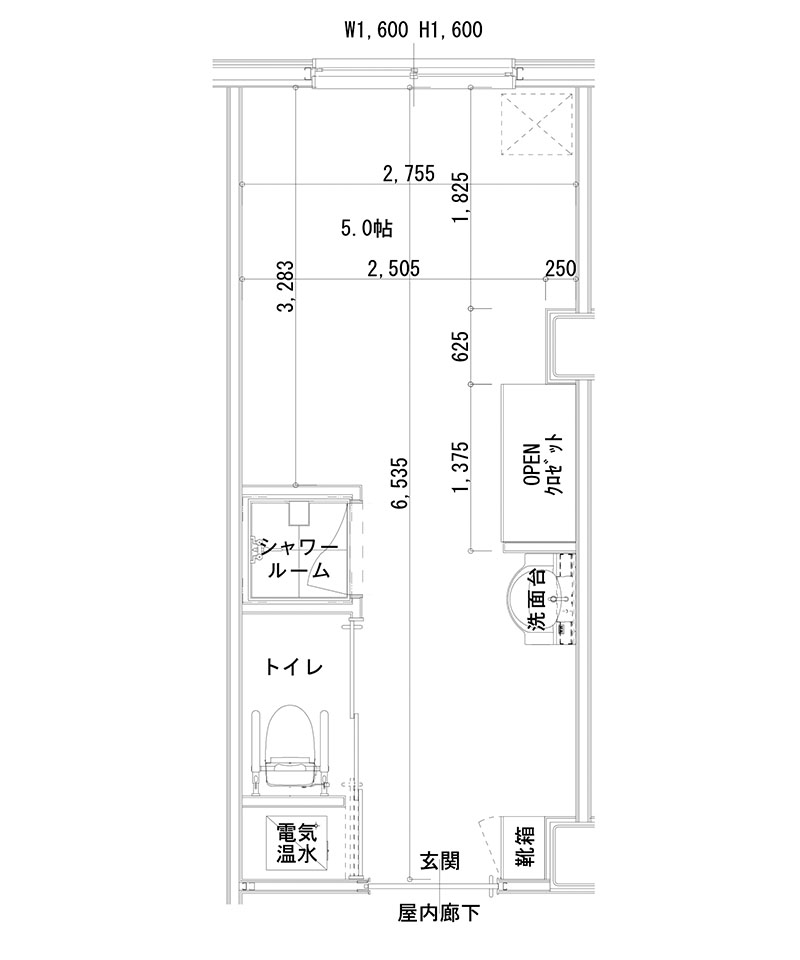 W1,600 H1,600
2,755
1,825
5.0帖
2,505
250
3,283
625
1,375
OPEN
ｸﾛｾﾞｯﾄ
6,535
シャワー
ルーム
洗面台
トイレ
電気
温水
玄関
靴箱
屋内廊下